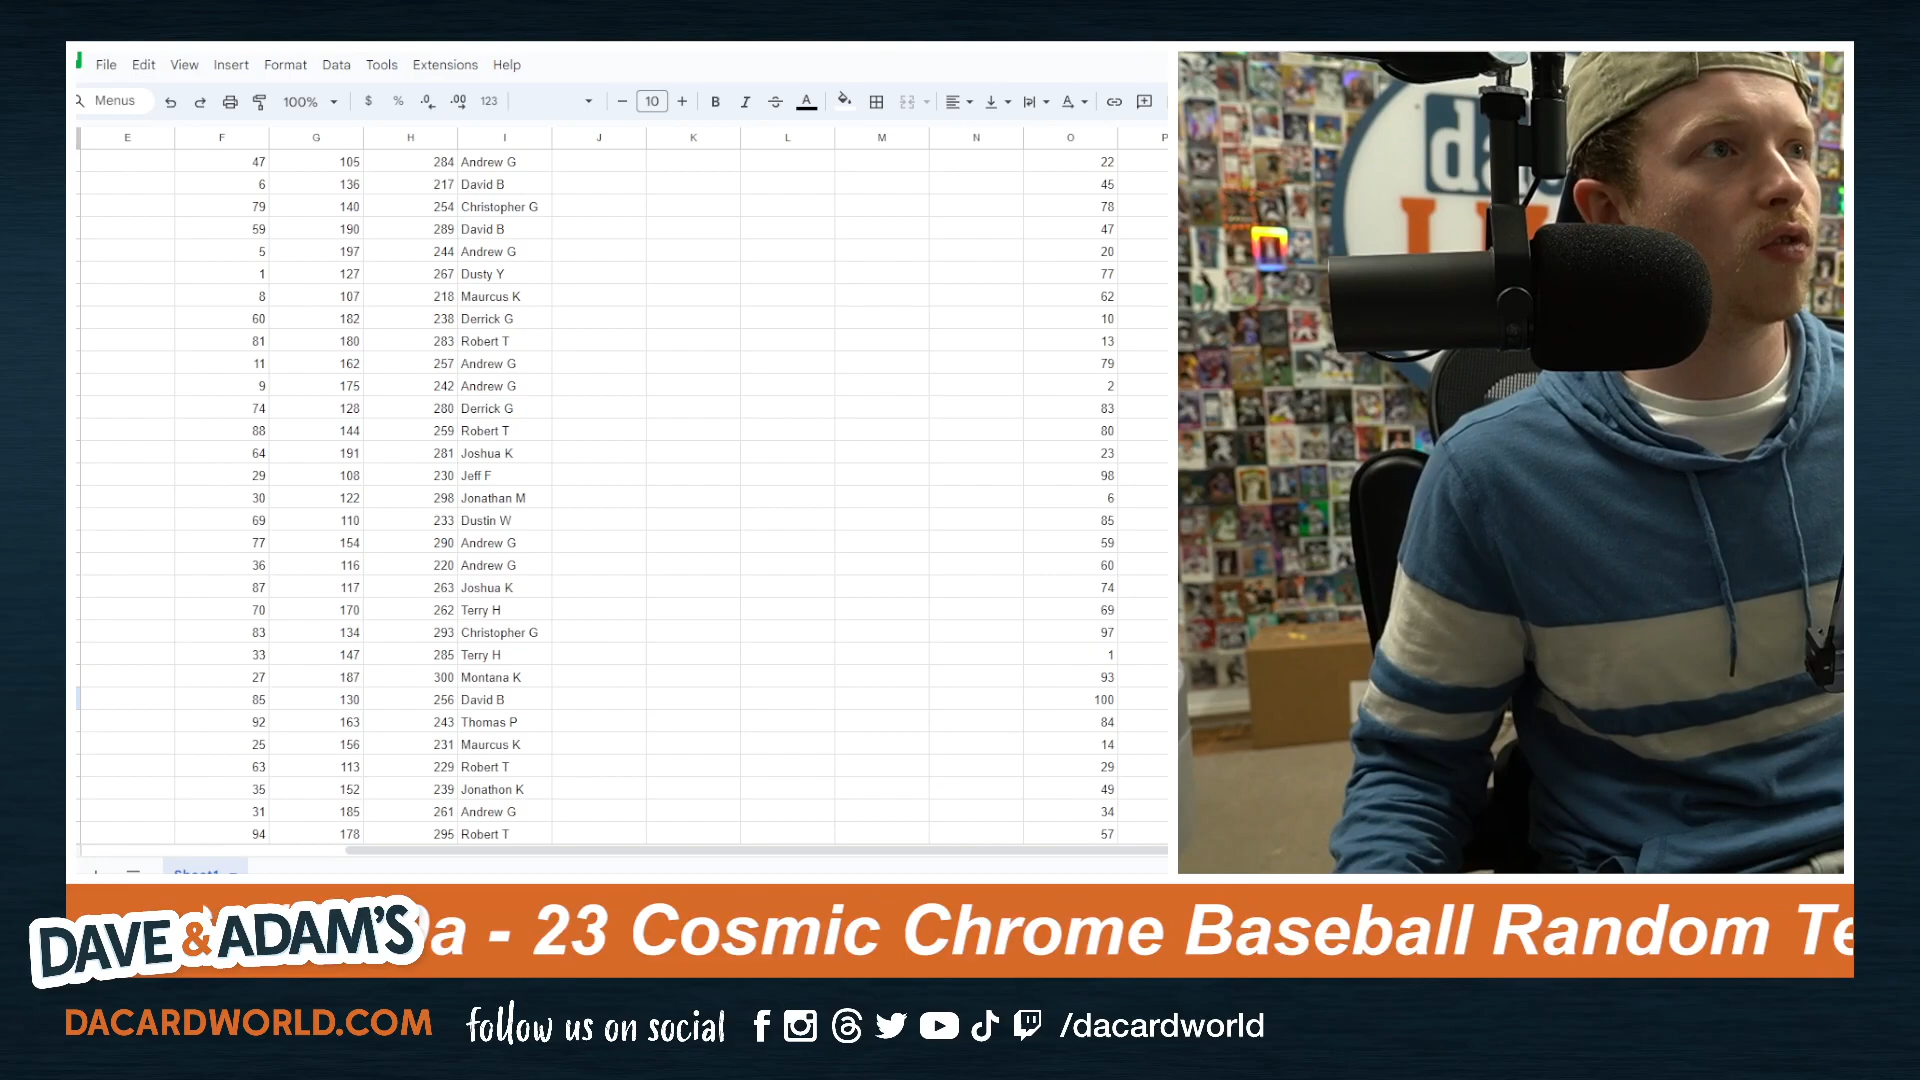 File Edit View Insert Format Data Tools Extensions Help
Menus 100% $ % .0 .00 123 10 B I A
E F G H I J K L M N O P
47 105 284 Andrew G 22
6 136 217 David B 45
79 140 254 Christopher G 78
59 190 289 David B 47
5 197 244 Andrew G 20
1 127 267 Dusty Y 77
8 107 218 Maurcus K 62
60 182 238 Derrick G 10
81 180 283 Robert T 13
11 162 257 Andrew G 79
9 175 242 Andrew G 2
74 128 280 Derrick G 83
88 144 259 Robert T 80
64 191 281 Joshua K 23
29 108 230 Jeff F 98
30 122 298 Jonathan M 6
69 110 233 Dustin W 85
77 154 290 Andrew G 59
36 116 220 Andrew G 60
87 117 263 Joshua K 74
70 170 262 Terry H 69
83 134 293 Christopher G 97
33 147 285 Terry H 1
27 187 300 Montana K 93
85 130 256 David B 100
92 163 243 Thomas P 84
25 156 231 Maurcus K 14
63 113 229 Robert T 29
35 152 239 Jonathon K 49
31 185 261 Andrew G 34
94 178 295 Robert T 57
Sheet1
DAVE & ADAM'S
a - 23 Cosmic Chrome Baseball Random Te
DACARDWORLD.COM follow us on social /dacardworld